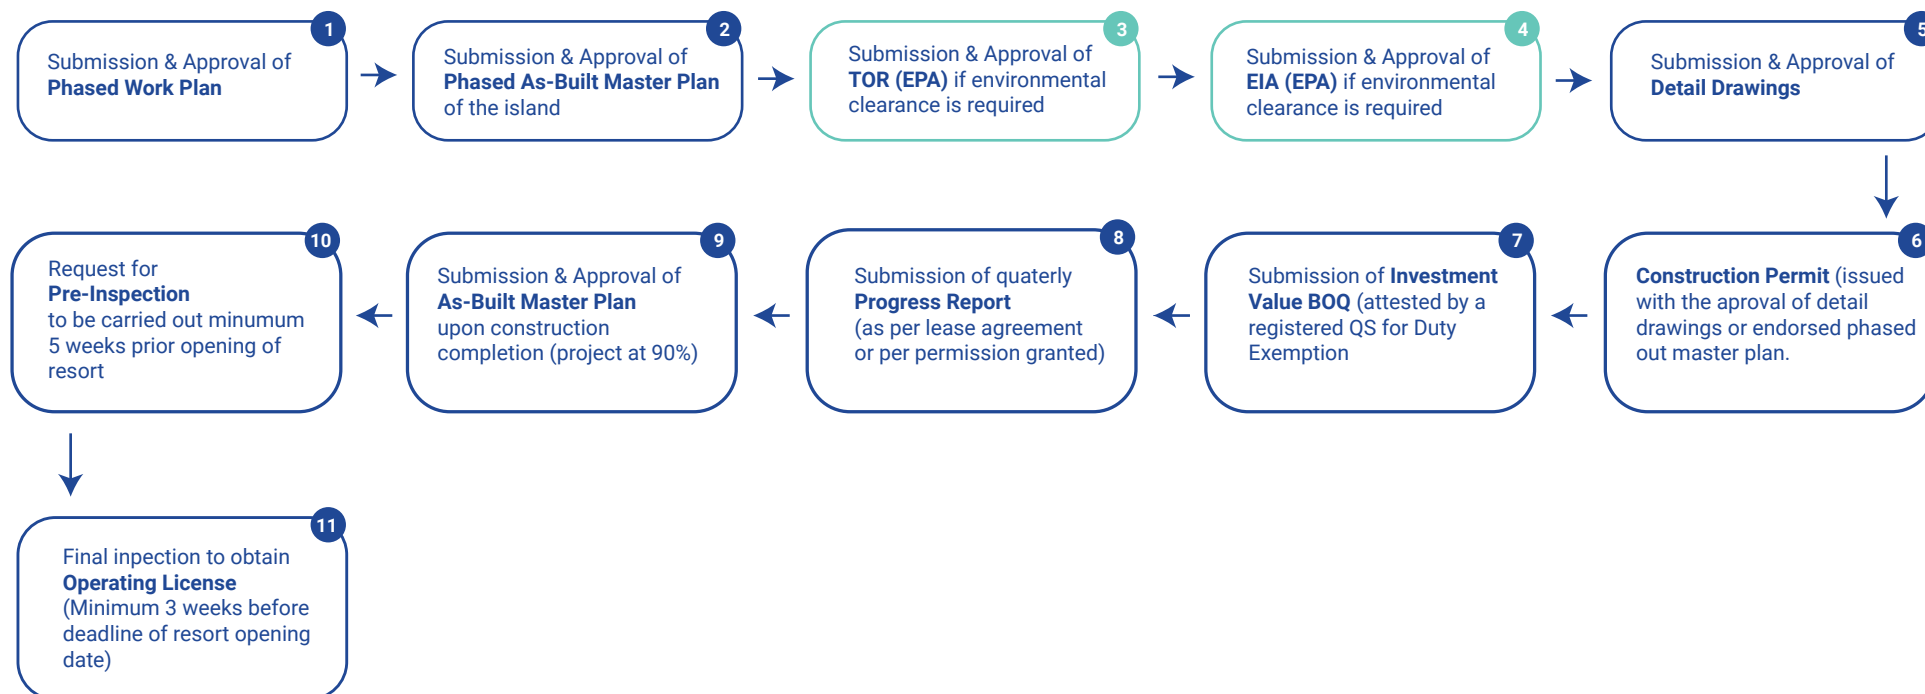 1
Submission & Approval of
Phased Work Plan
2
Submission & Approval of
Phased As-Built Master Plan
of the island
3
Submission & Approval of
TOR (EPA) if environmental
clearance is required
4
Submission & Approval of
EIA (EPA) if environmental
clearance is required
5
Submission & Approval of
Detail Drawings
6
Construction Permit (issued
with the aproval of detail
drawings or endorsed phased
out master plan.
7
Submission of Investment
Value BOQ (attested by a
registered QS for Duty
Exemption
8
Submission of quaterly
Progress Report
(as per lease agreement
or per permission granted)
9
Submission & Approval of
As-Built Master Plan
upon construction
completion (project at 90%)
10
Request for
Pre-Inspection
to be carried out minumum
5 weeks prior opening of
resort
11
Final inpection to obtain
Operating License
(Minimum 3 weeks before
deadline of resort opening
date)